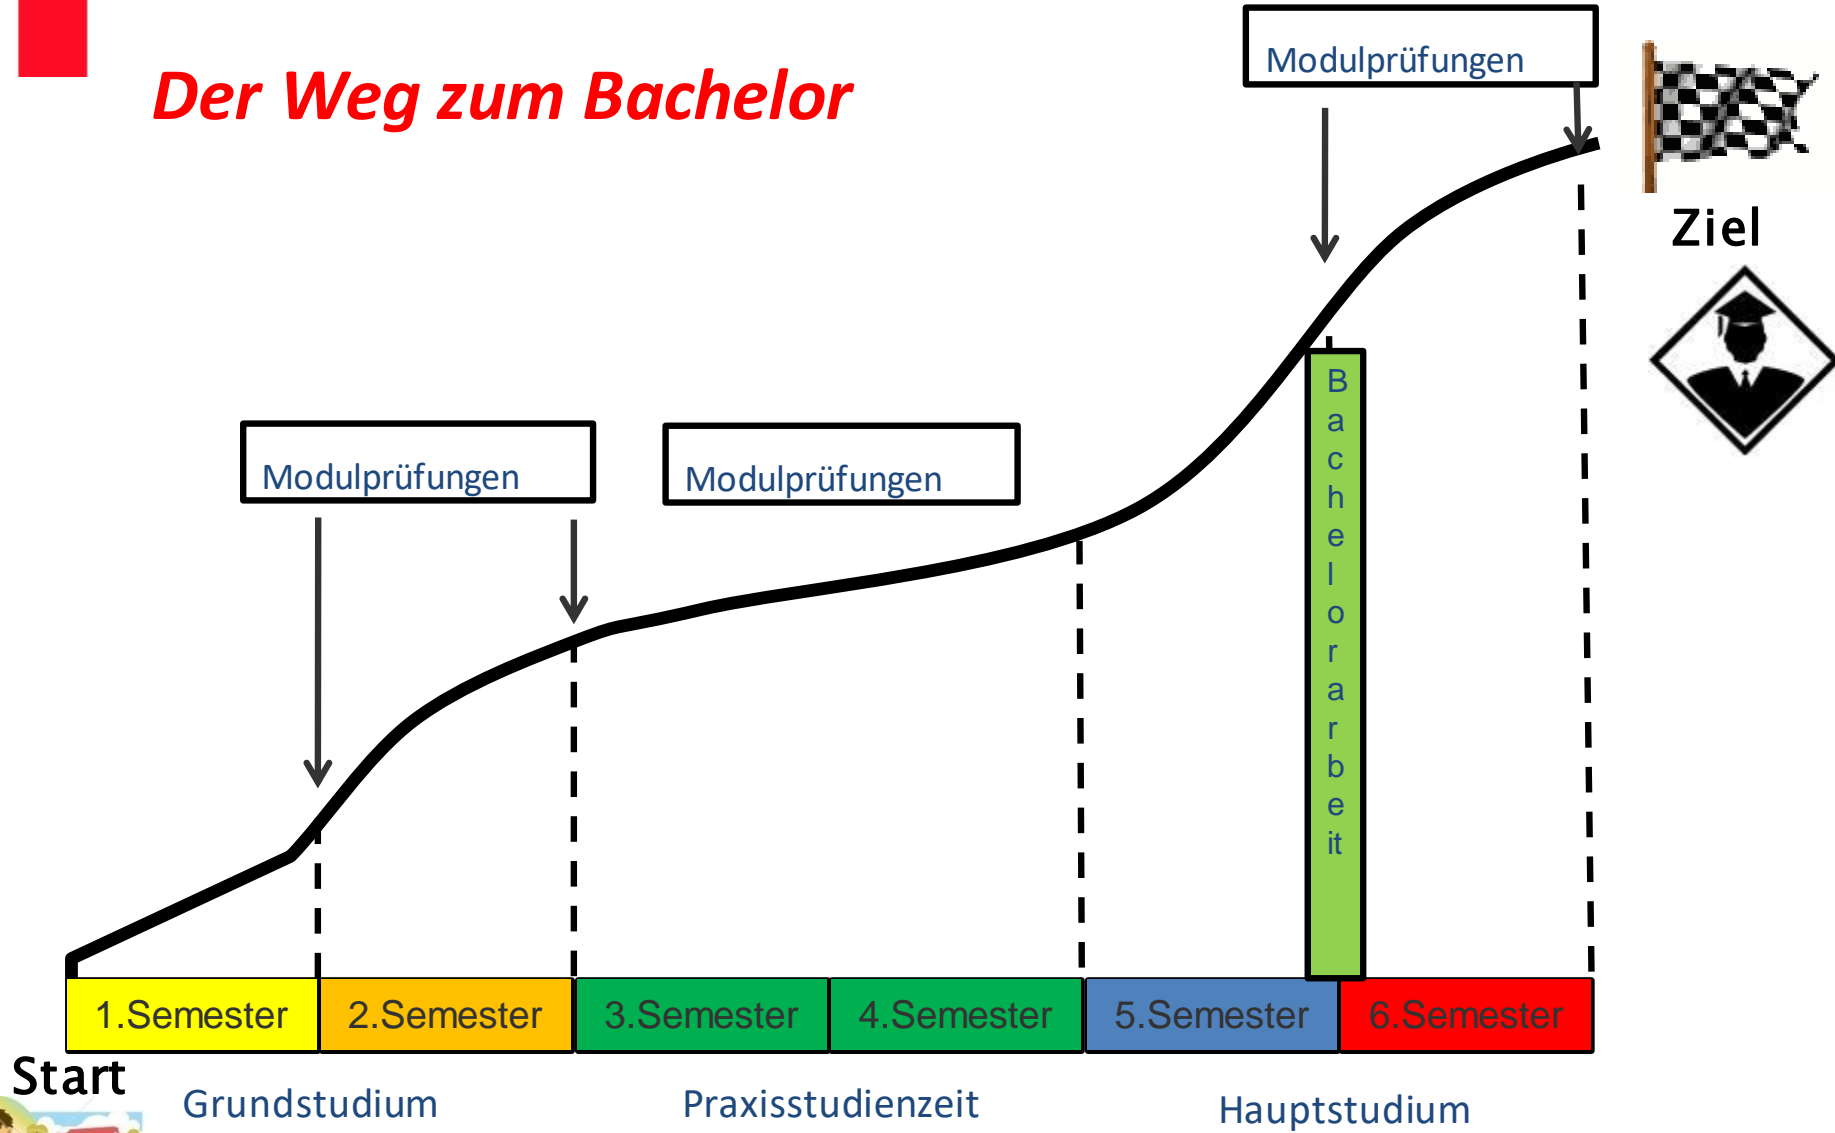 Modulprüfungen
Der Weg zum Bachelor
Ziel
Modulprüfungen
Modulprüfungen
B
a
c
h
e
l
o
r
a
r
b
e
it
1.Semester
2.Semester
3.Semester
4.Semester
5.Semester
6.Semester
Start
Grundstudium
Praxisstudienzeit
Hauptstudium